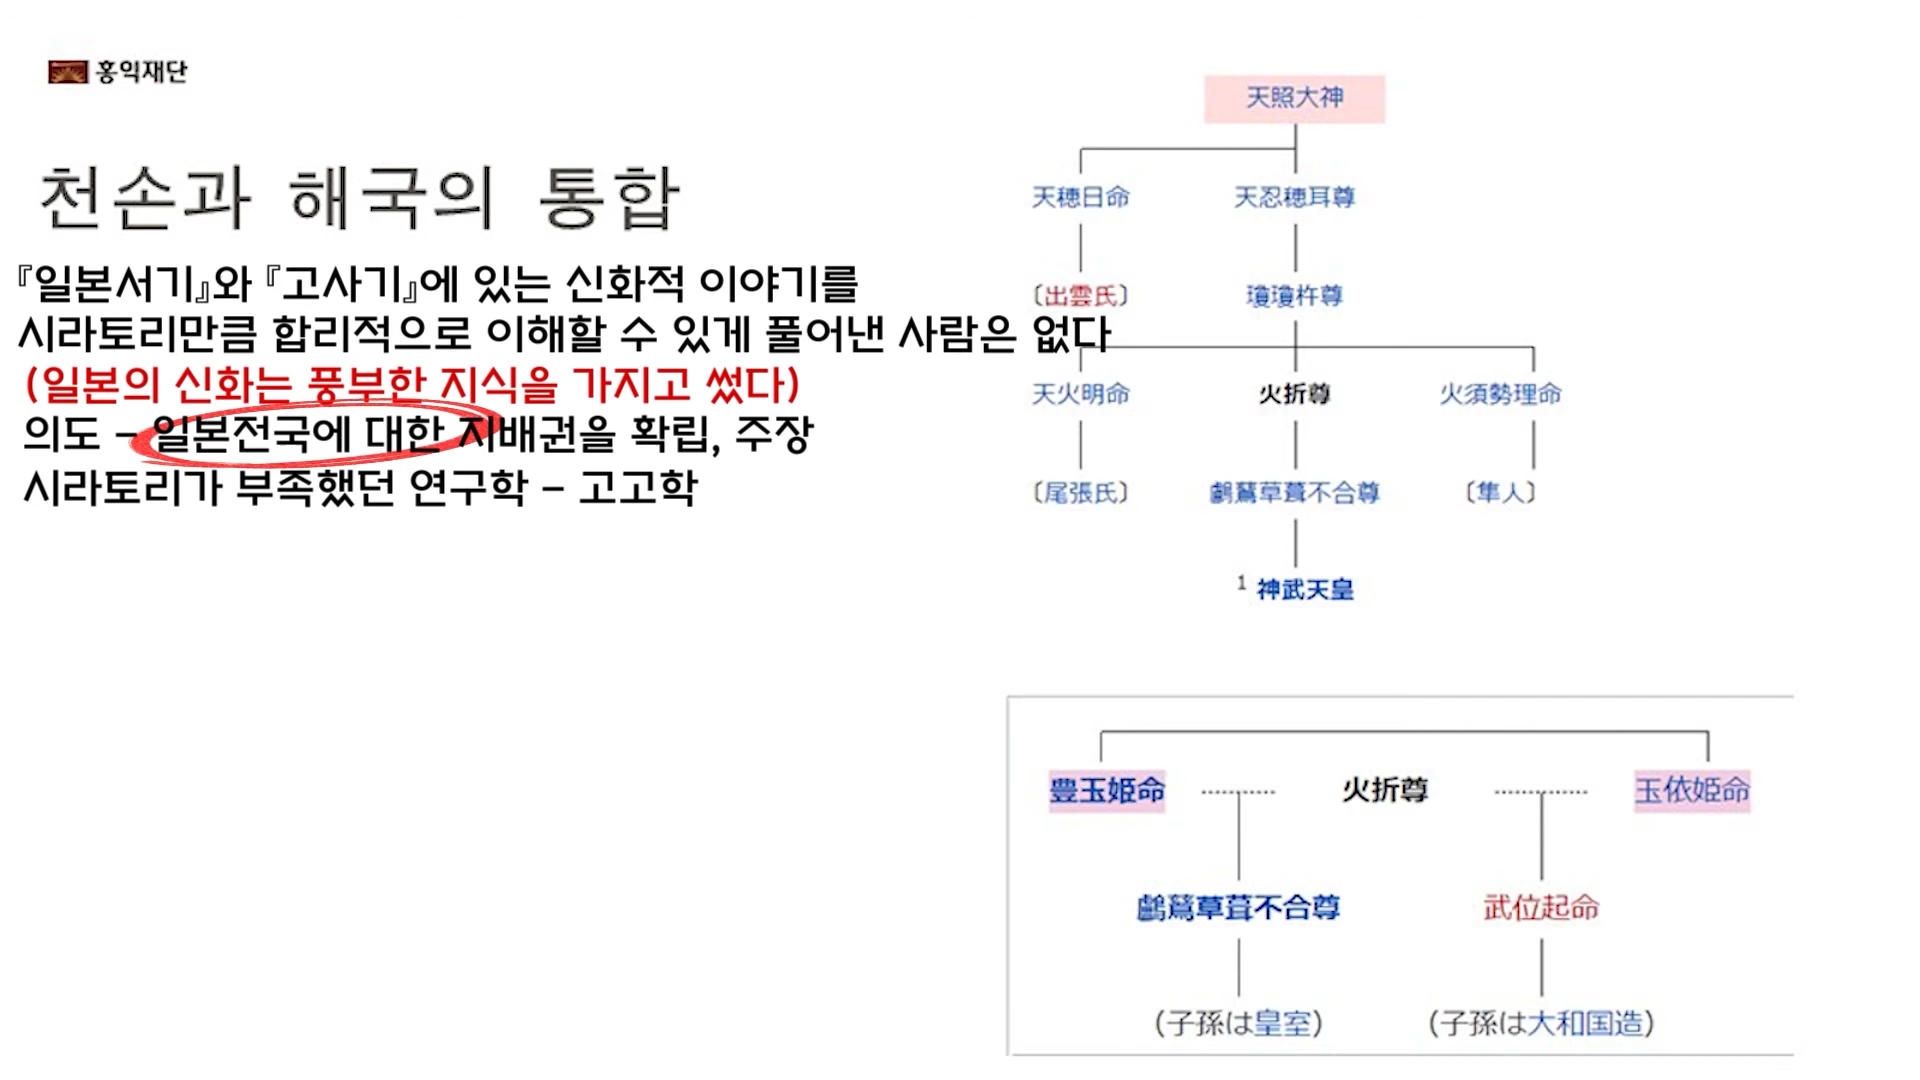 홍익재단
천손과 해국의 통합
『일본서기』와 『고사기』에 있는 신화적 이야기를
시라토리만큼 합리적으로 이해할 수 있게 풀어낸 사람은 없다
(일본의 신화는 풍부한 지식을 가지고 썼다)
의도 – 일본전국에 대한 지배권을 확립, 주장
시라토리가 부족했던 연구학 – 고고학
天照大神
天穂日命 天忍穂耳尊
〔出雲氏〕 瓊瓊杵尊
天火明命 火折尊 火須勢理命
〔尾張氏〕 鸕鶿草葺不合尊 〔隼人〕
1 神武天皇
豊玉姫命 火折尊 玉依姫命
鸕鶿草葺不合尊 武位起命
(子孫は皇室) (子孫は大和国造)